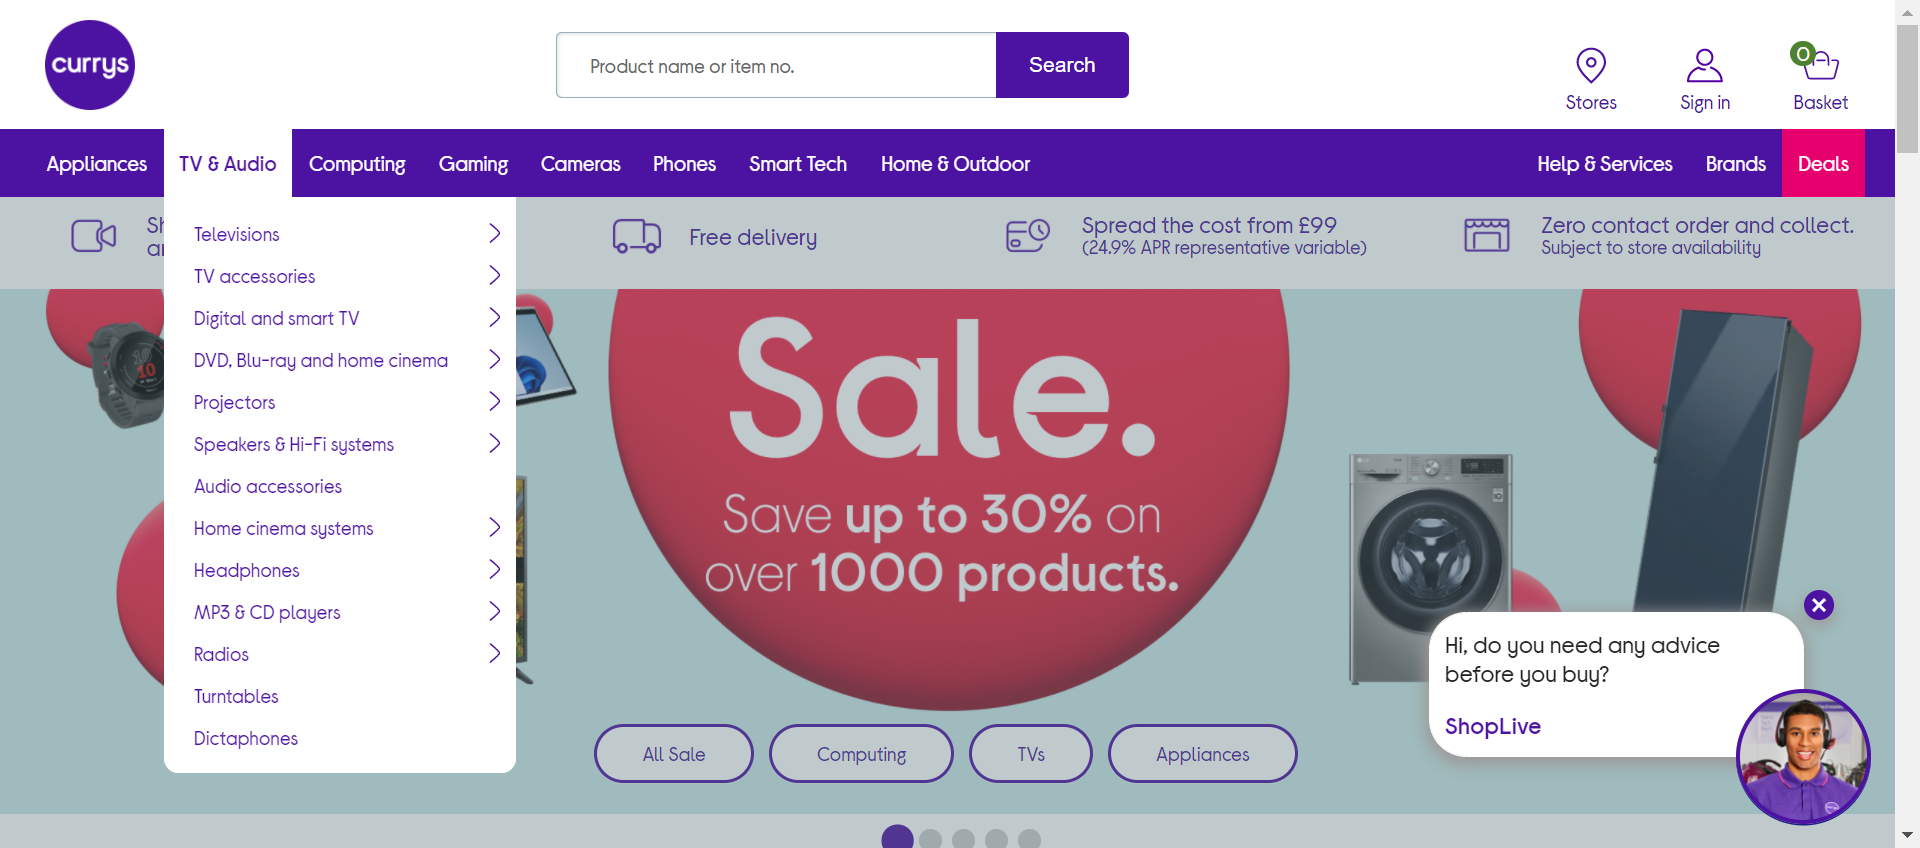 currys
Product name or item no.
Search
Stores
Sign in
0
Basket
Appliances
TV & Audio
Computing
Gaming
Cameras
Phones
Smart Tech
Home & Outdoor
Help & Services
Brands
Deals
Free delivery
Spread the cost from £99
(24.9% APR representative variable)
Zero contact order and collect.
Subject to store availability
Televisions
TV accessories
Digital and smart TV
DVD, Blu-ray and home cinema
Projectors
Speakers & Hi-Fi systems
Audio accessories
Home cinema systems
Headphones
MP3 & CD players
Radios
Turntables
Dictaphones
Sale.
Save up to 30% on
over 1000 products.
All Sale
Computing
TVs
Appliances
Hi, do you need any advice
before you buy?
ShopLive